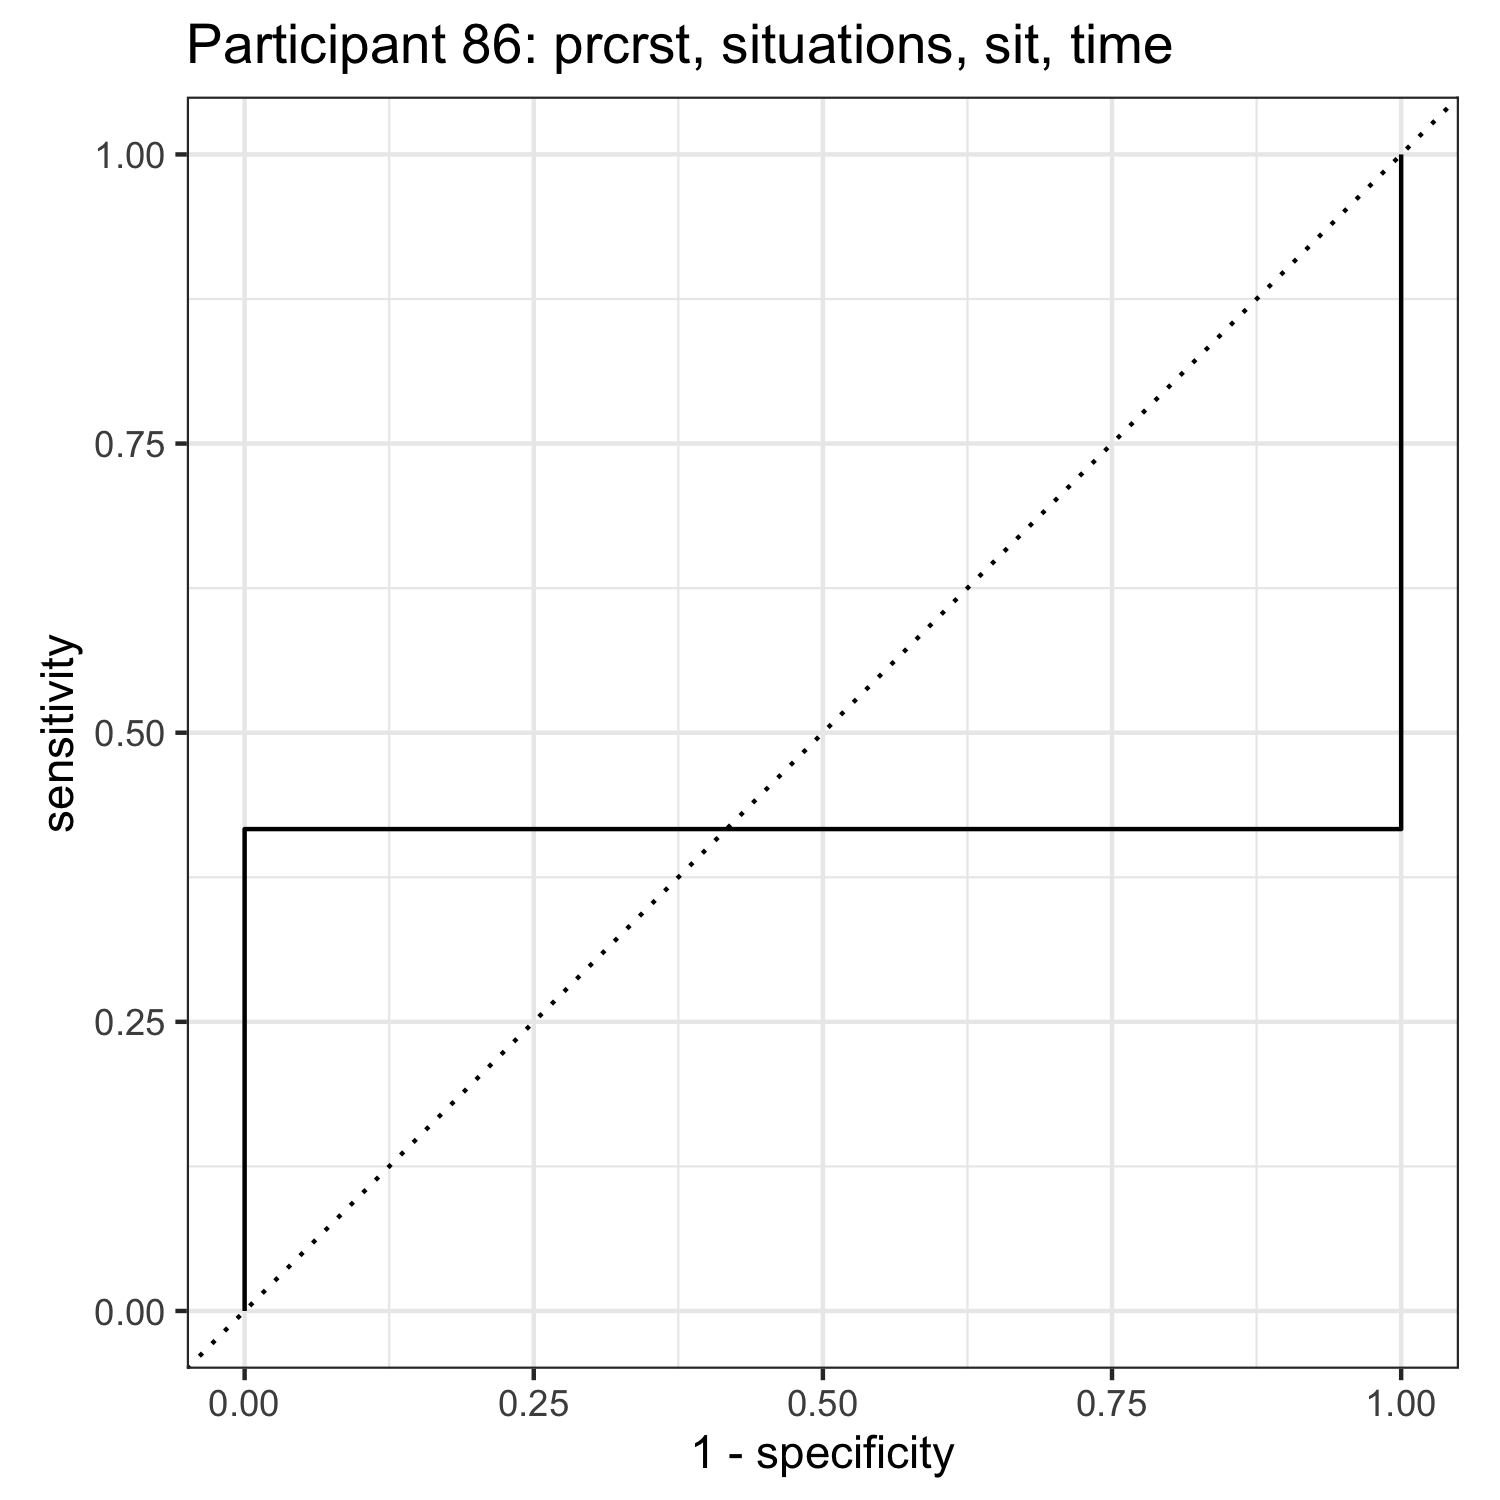 Participant 86: prcrst, situations, sit, time
1.00
0.75
0.50
0.25
0.00
sensitivity
0.00 0.25 0.50 0.75 1.00
1 - specificity